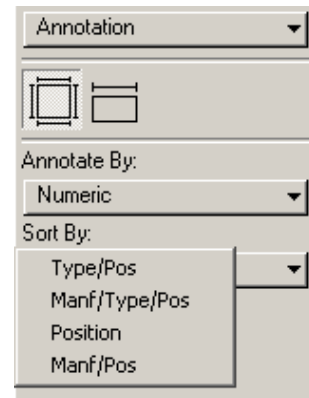 Annotation
Annotate By:
Numeric
Sort By:
Type/Pos
Manf/Type/Pos
Position
Manf/Pos